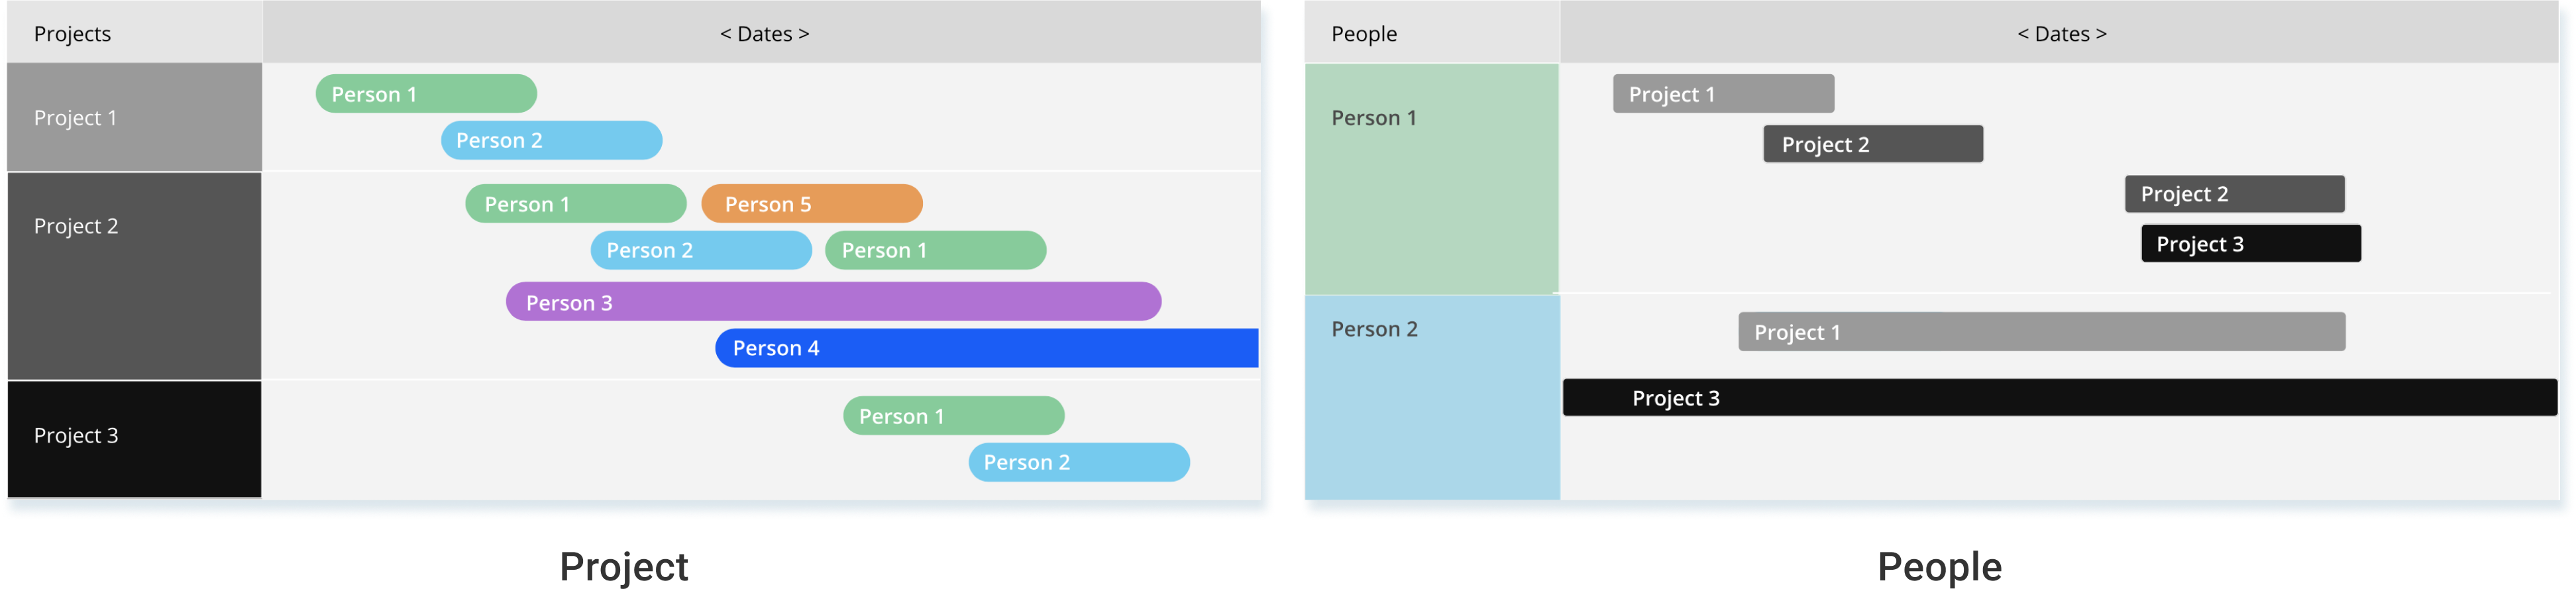 Projects
< Dates >
Project 1
Person 1
Person 2
Project 2
Person 1
Person 5
Person 2
Person 1
Person 3
Person 4
Project 3
Person 1
Person 2
Project
People
< Dates >
Person 1
Project 1
Project 2
Project 2
Project 3
Person 2
Project 1
Project 3
People